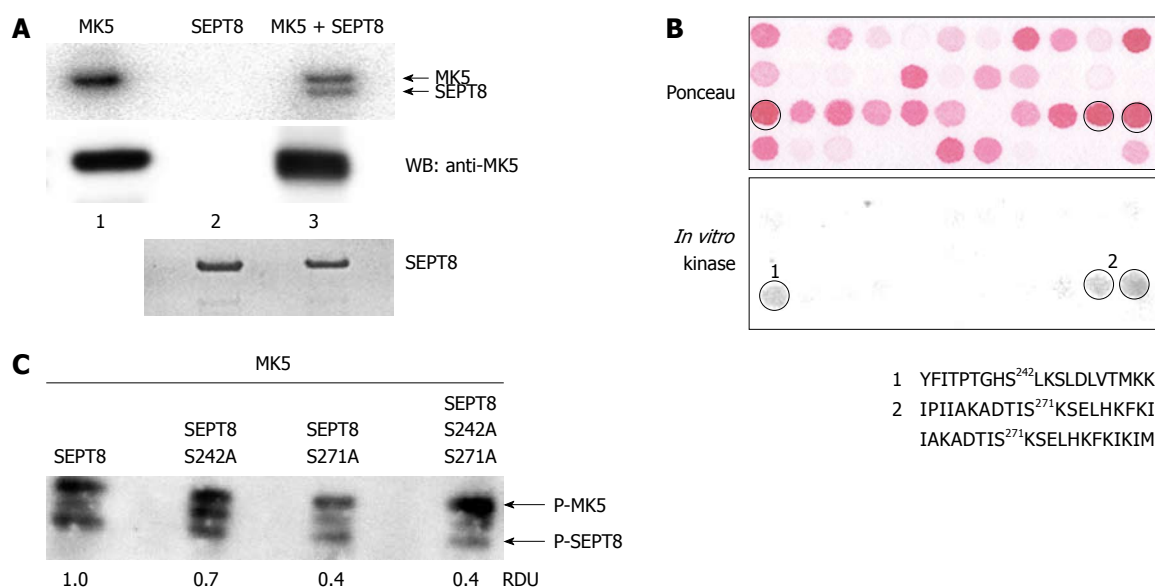 A
MK5 SEPT8 MK5 + SEPT8
MK5
SEPT8
WB: anti-MK5
1 2 3
SEPT8
B
Ponceau
In vitro
kinase
1 2
1 YFITPTGHS242LKSLDLVTMKK
2 IPIIAKADTIS271KSELHKFKI
IAKADTIS271KSELHKFKIKIM
C
MK5
SEPT8
SEPT8 SEPT8 S242A
SEPT8 S242A S271A S271A
P-MK5
P-SEPT8
1.0 0.7 0.4 0.4 RDU